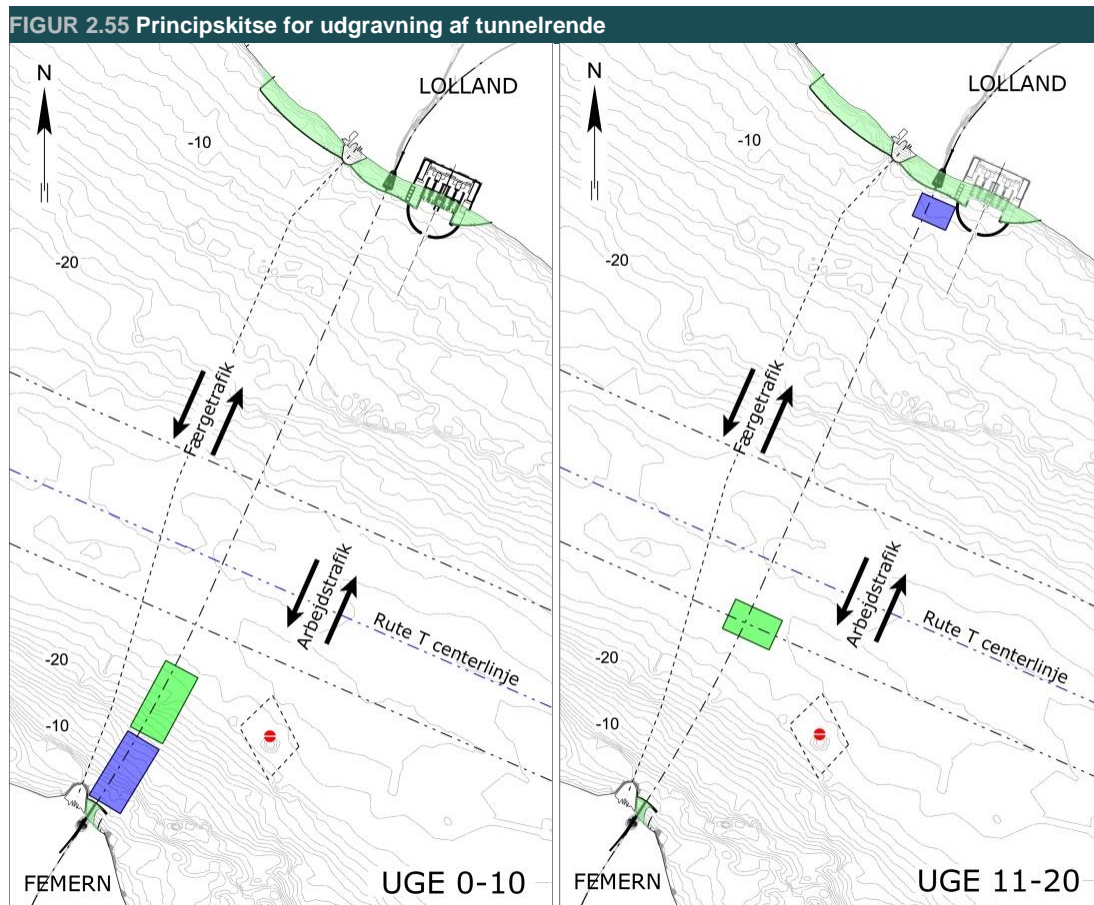 FIGUR 2.55 Principskitse for udgravning af tunnelrende
N
LOLLAND
-10
-20
Færgetrafik
Arbejdstrafik
Rute T centerlinje
-20
-10
FEMERN
UGE 0-10
N
LOLLAND
-10
-20
Færgetrafik
Arbejdstrafik
Rute T centerlinje
-20
-10
FEMERN
UGE 11-20